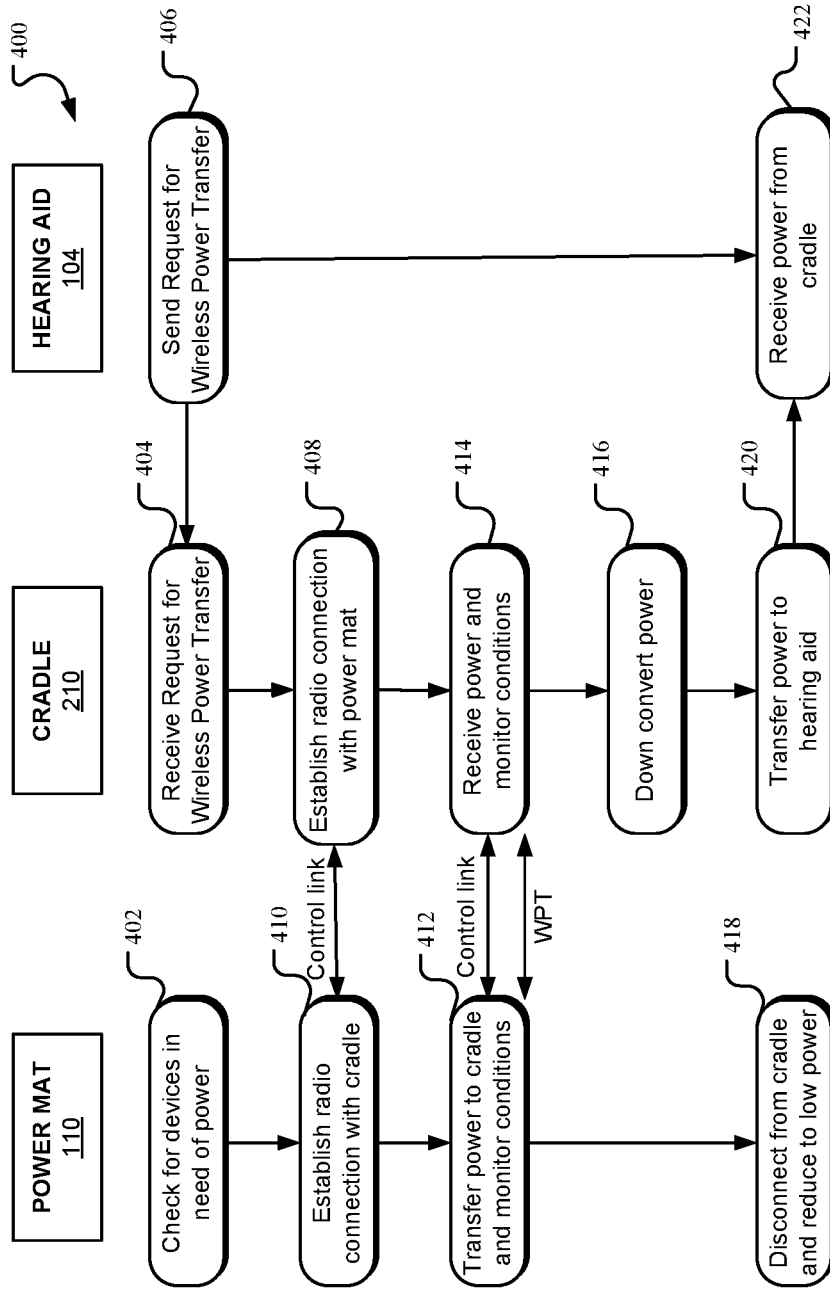 400
POWER MAT
110
CRADLE
210
HEARING AID
104
402
Check for devices in
need of power
404
Receive Request for
Wireless Power Transfer
406
Send Request for
Wireless Power Transfer
410
Establish radio
connection with cradle
Control link
408
Establish radio connection
with power mat
412
Transfer power to cradle
and monitor conditions
Control link
WPT
414
Receive power and
monitor conditions
416
Down convert power
418
Disconnect from cradle
and reduce to low power
420
Transfer power to
hearing aid
422
Receive power from
cradle